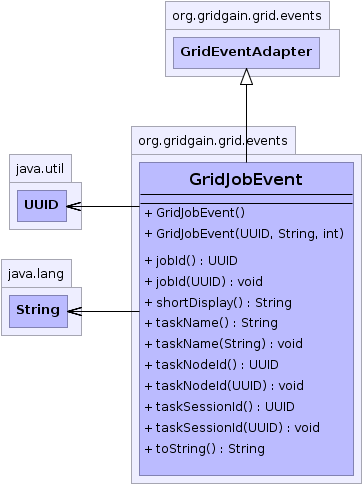 org.gridgain.grid.events
GridEventAdapter
org.gridgain.grid.events
java.util
UUID
java.lang
String
GridJobEvent
+ GridJobEvent()
+ GridJobEvent(UUID, String, int)
+ jobId() : UUID
+ jobId(UUID) : void
+ shortDisplay() : String
+ taskName() : String
+ taskName(String) : void
+ taskNodeId() : UUID
+ taskNodeId(UUID) : void
+ taskSessionId() : UUID
+ taskSessionId(UUID) : void
+ toString() : String